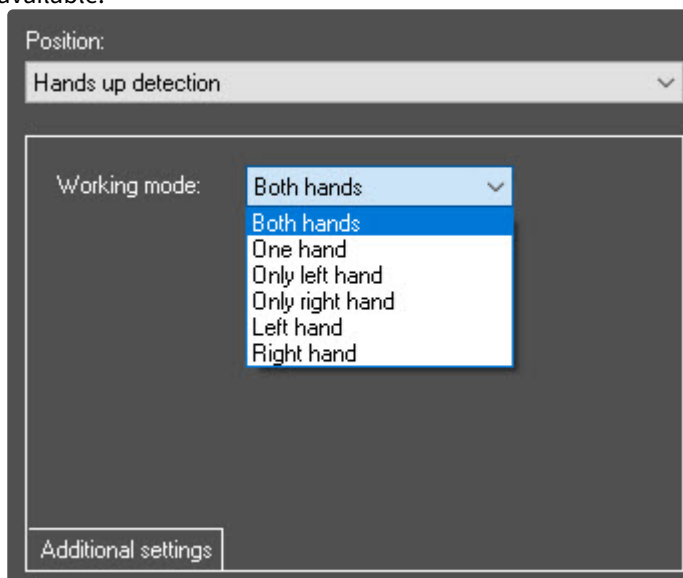 available.
Position:
Hands up detection
Working mode:
Both hands
Both hands
One hand
Only left hand
Only right hand
Left hand
Right hand
Additional settings